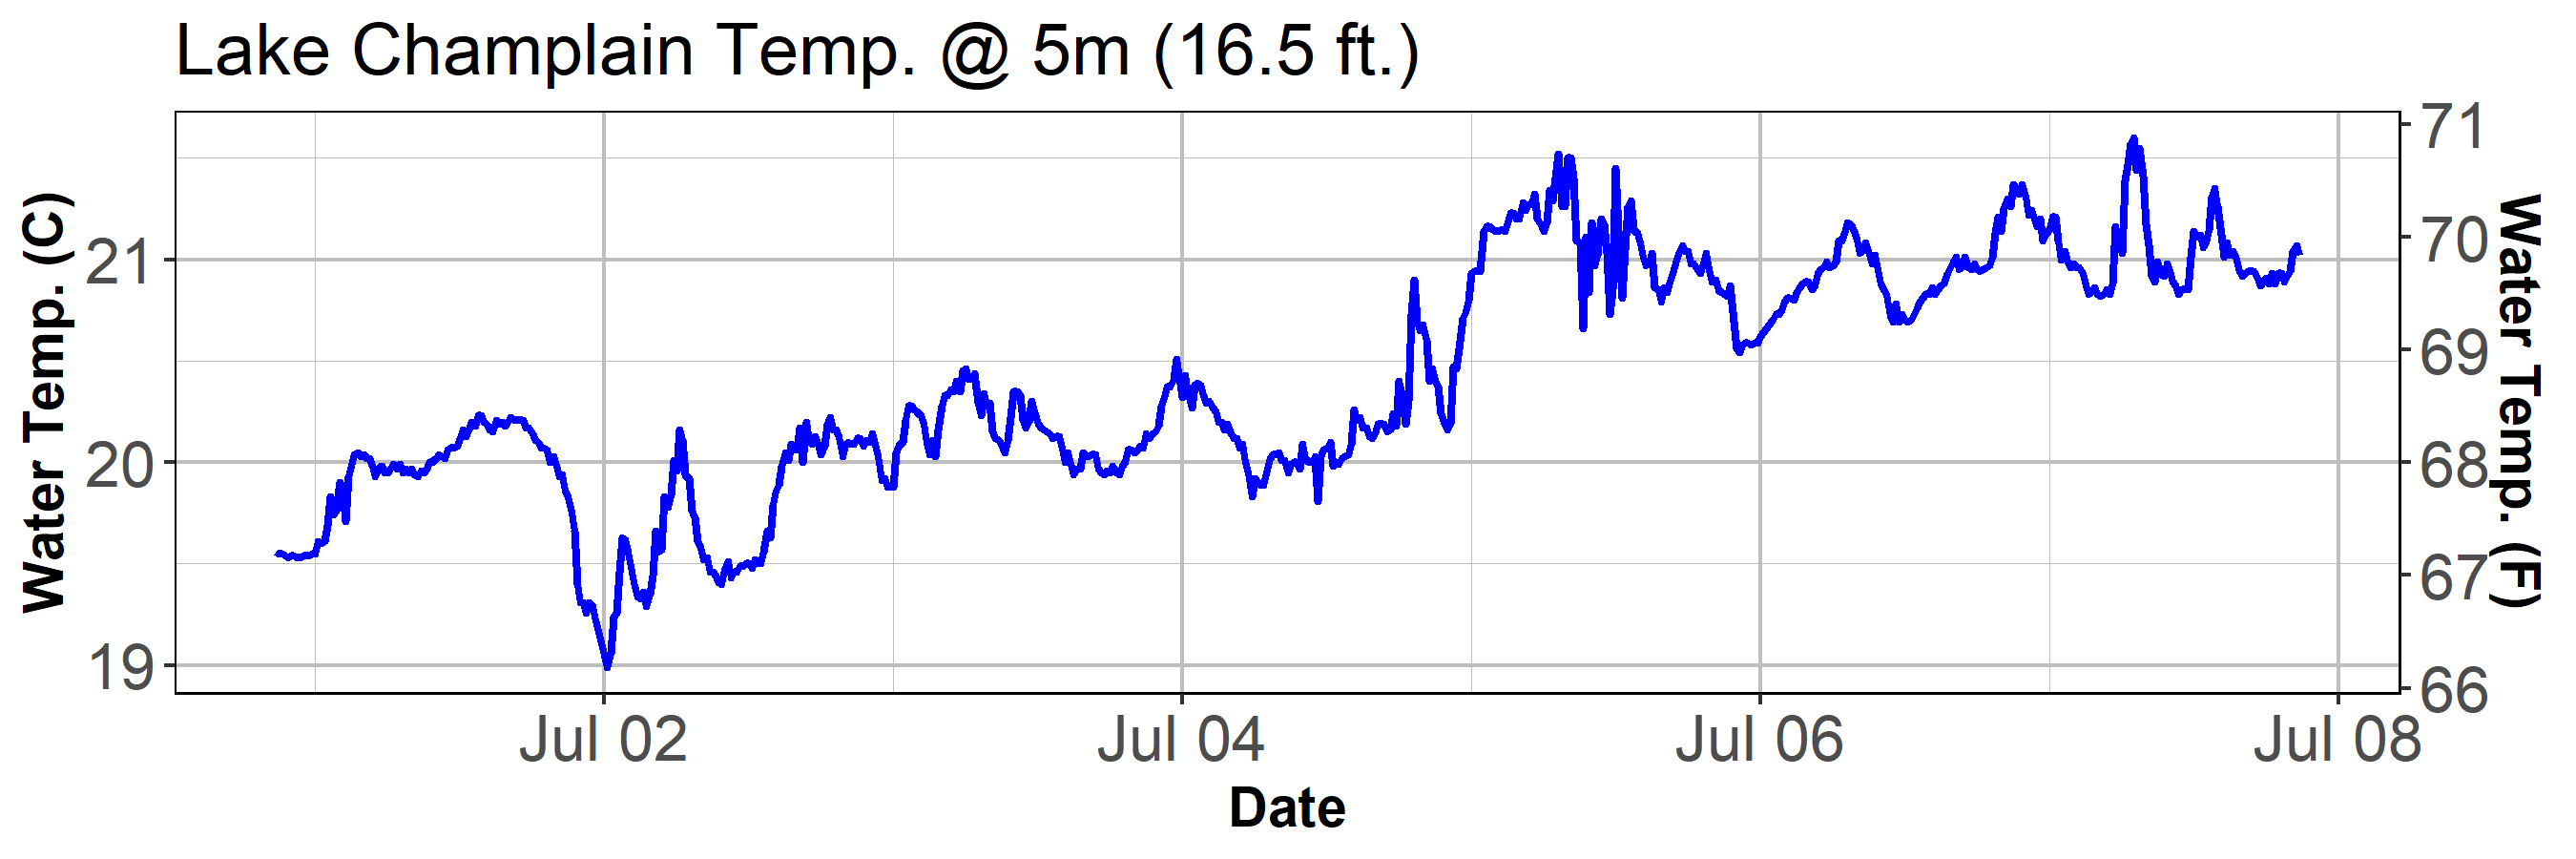 Lake Champlain Temp. @ 5m (16.5 ft.)
Water Temp. (C)
21
20
19
71
70
69
68
67
66
Water Temp. (F)
Jul 02 Jul 04 Jul 06 Jul 08
Date